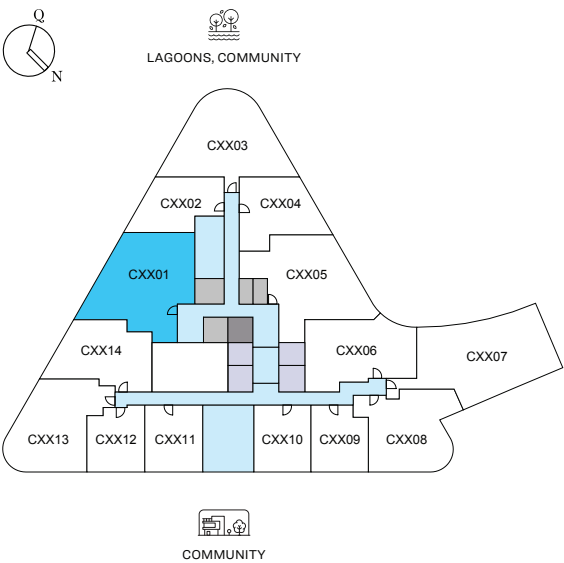 Q
N
LAGOONS, COMMUNITY
CXX03
CXX02
CXX04
CXX01
CXX05
CXX14
CXX06
CXX07
CXX13
CXX12
CXX11
CXX10
CXX09
CXX08
COMMUNITY